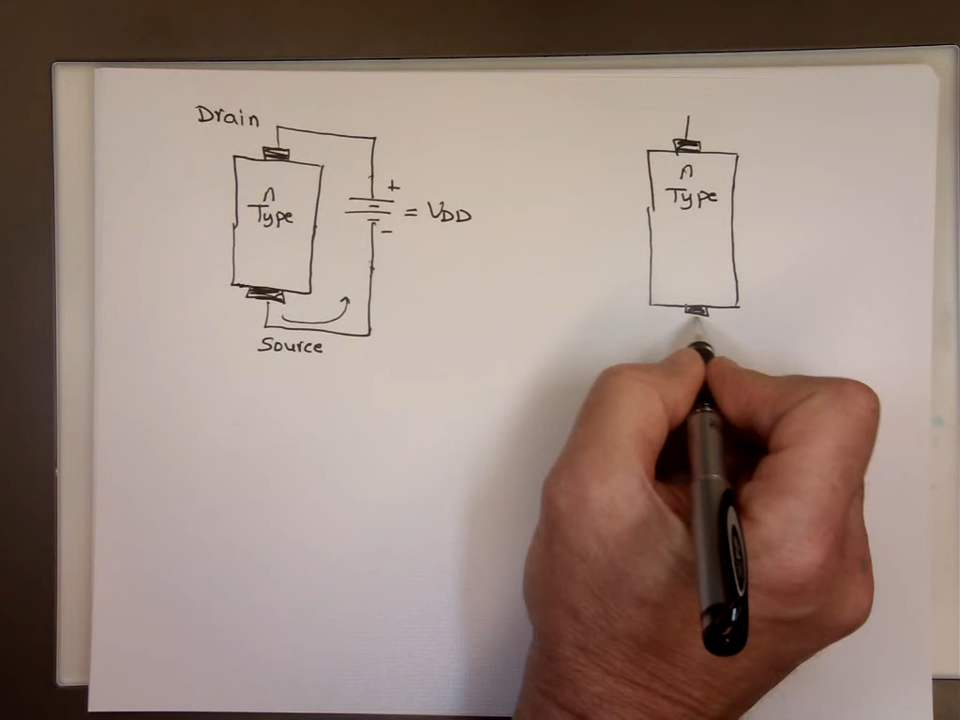 Drain
n
Type
+
= VDD
-
Source
n
Type